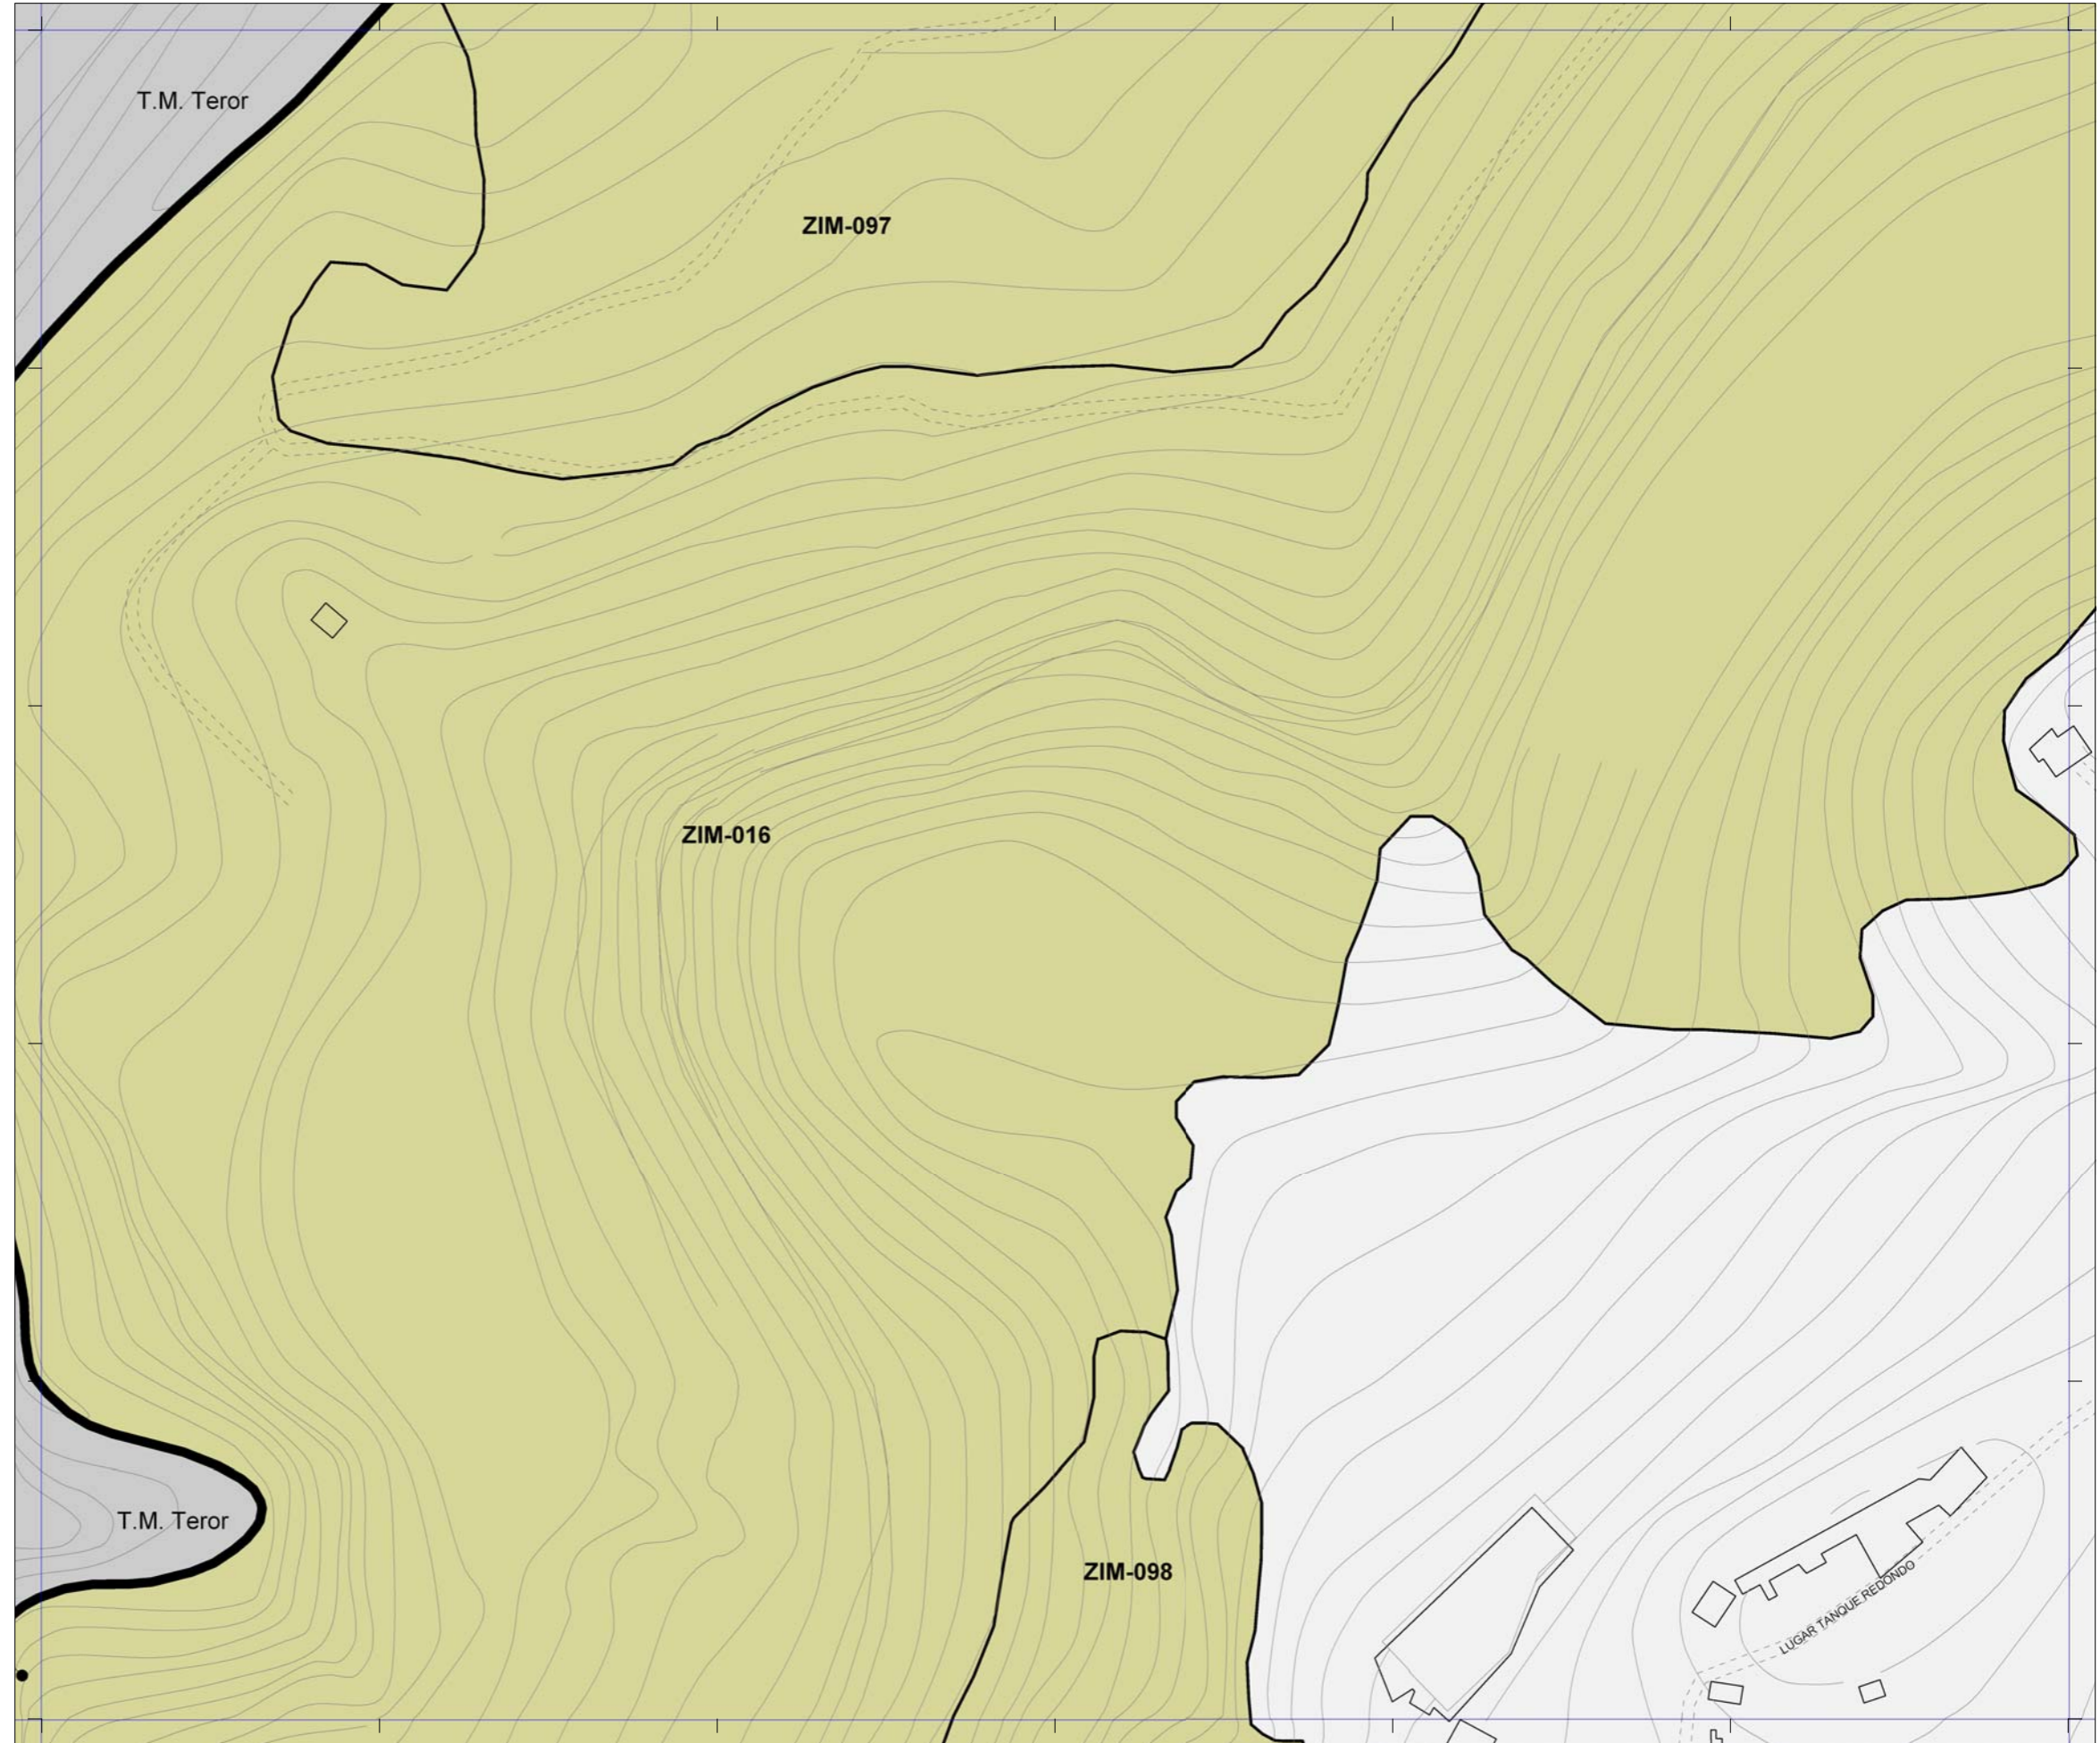 T.M. Teror
ZIM-097
ZIM-016
T.M. Teror
ZIM-098
LUGAR TANQUE REDONDO